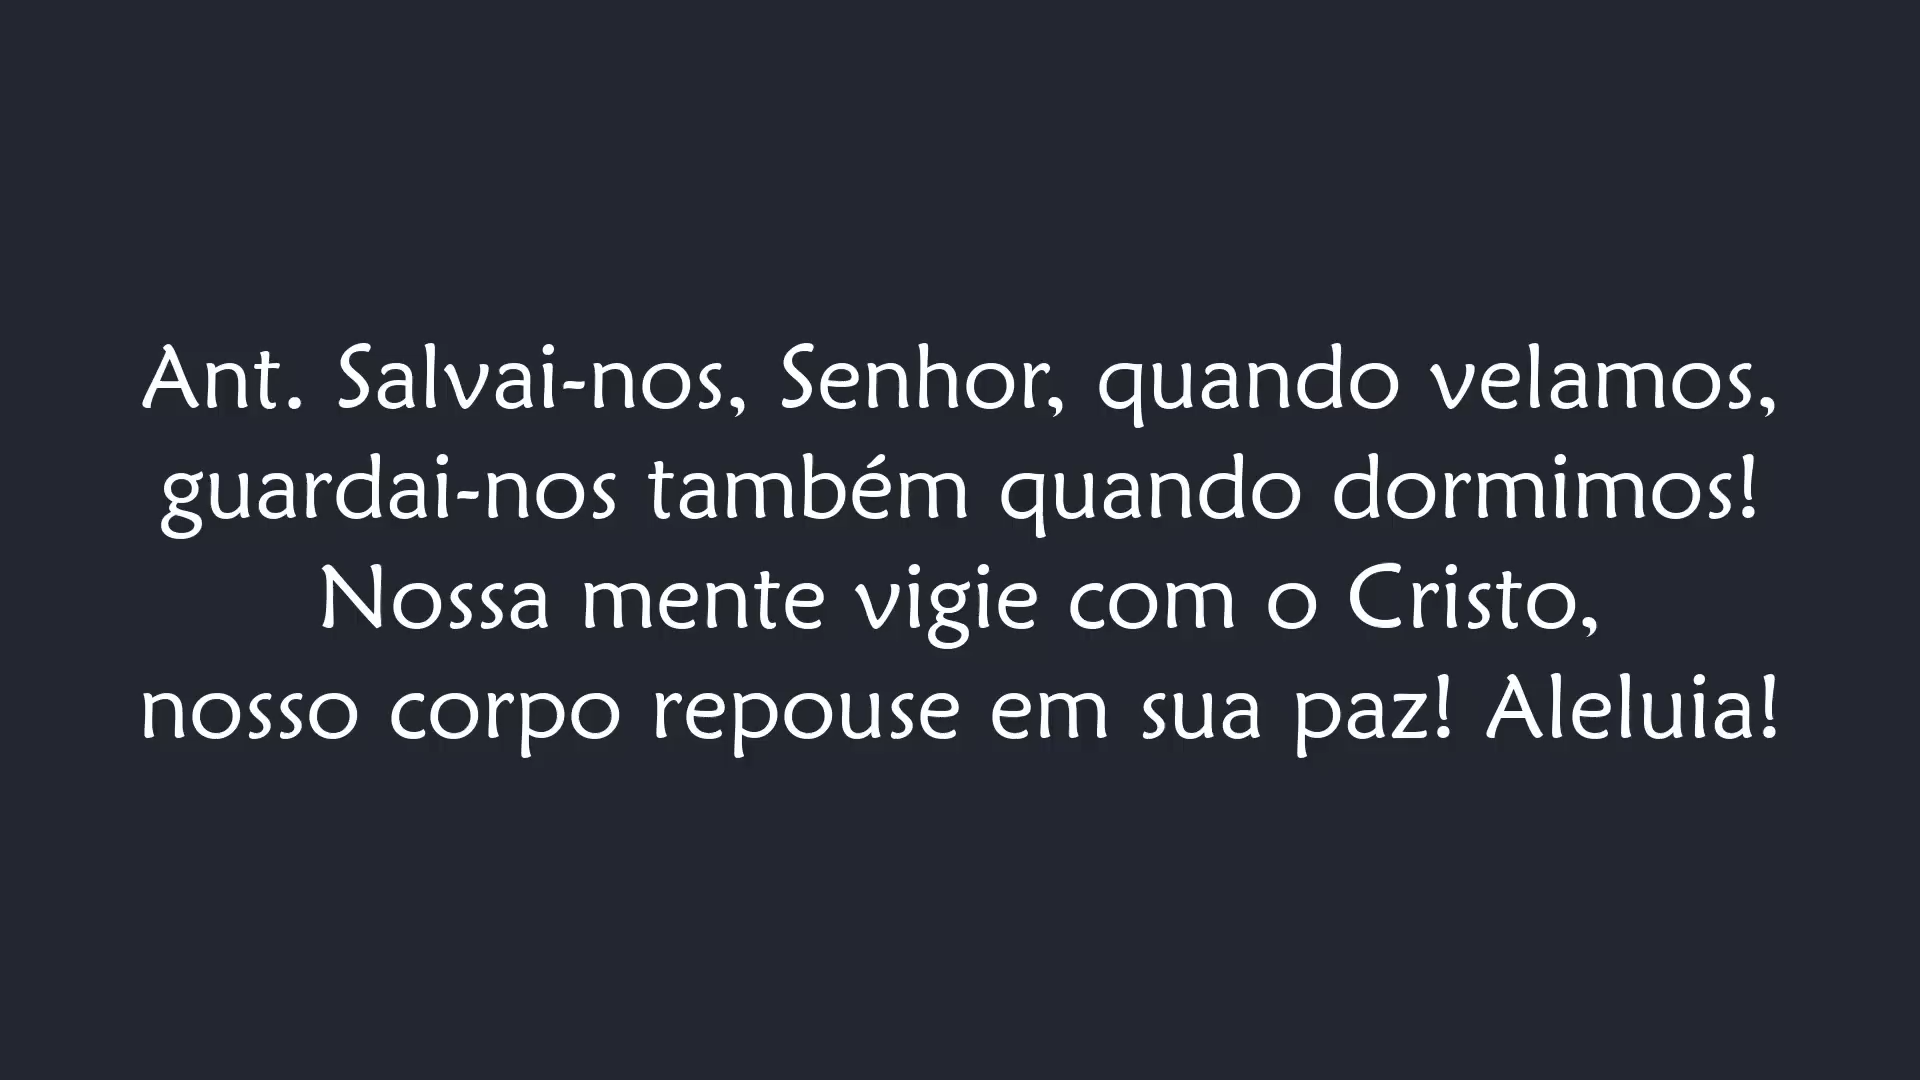 Ant. Salvai-nos, Senhor, quando velamos,
guardai-nos também quando dormimos!
Nossa mente vigie com o Cristo,
nosso corpo repouse em sua paz! Aleluia!